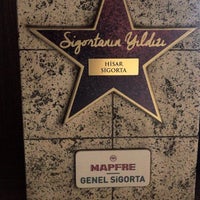 Sigortanın Yıldızı
HİSAR
SİGORTA
MAPFRE
GENEL SİGORTA